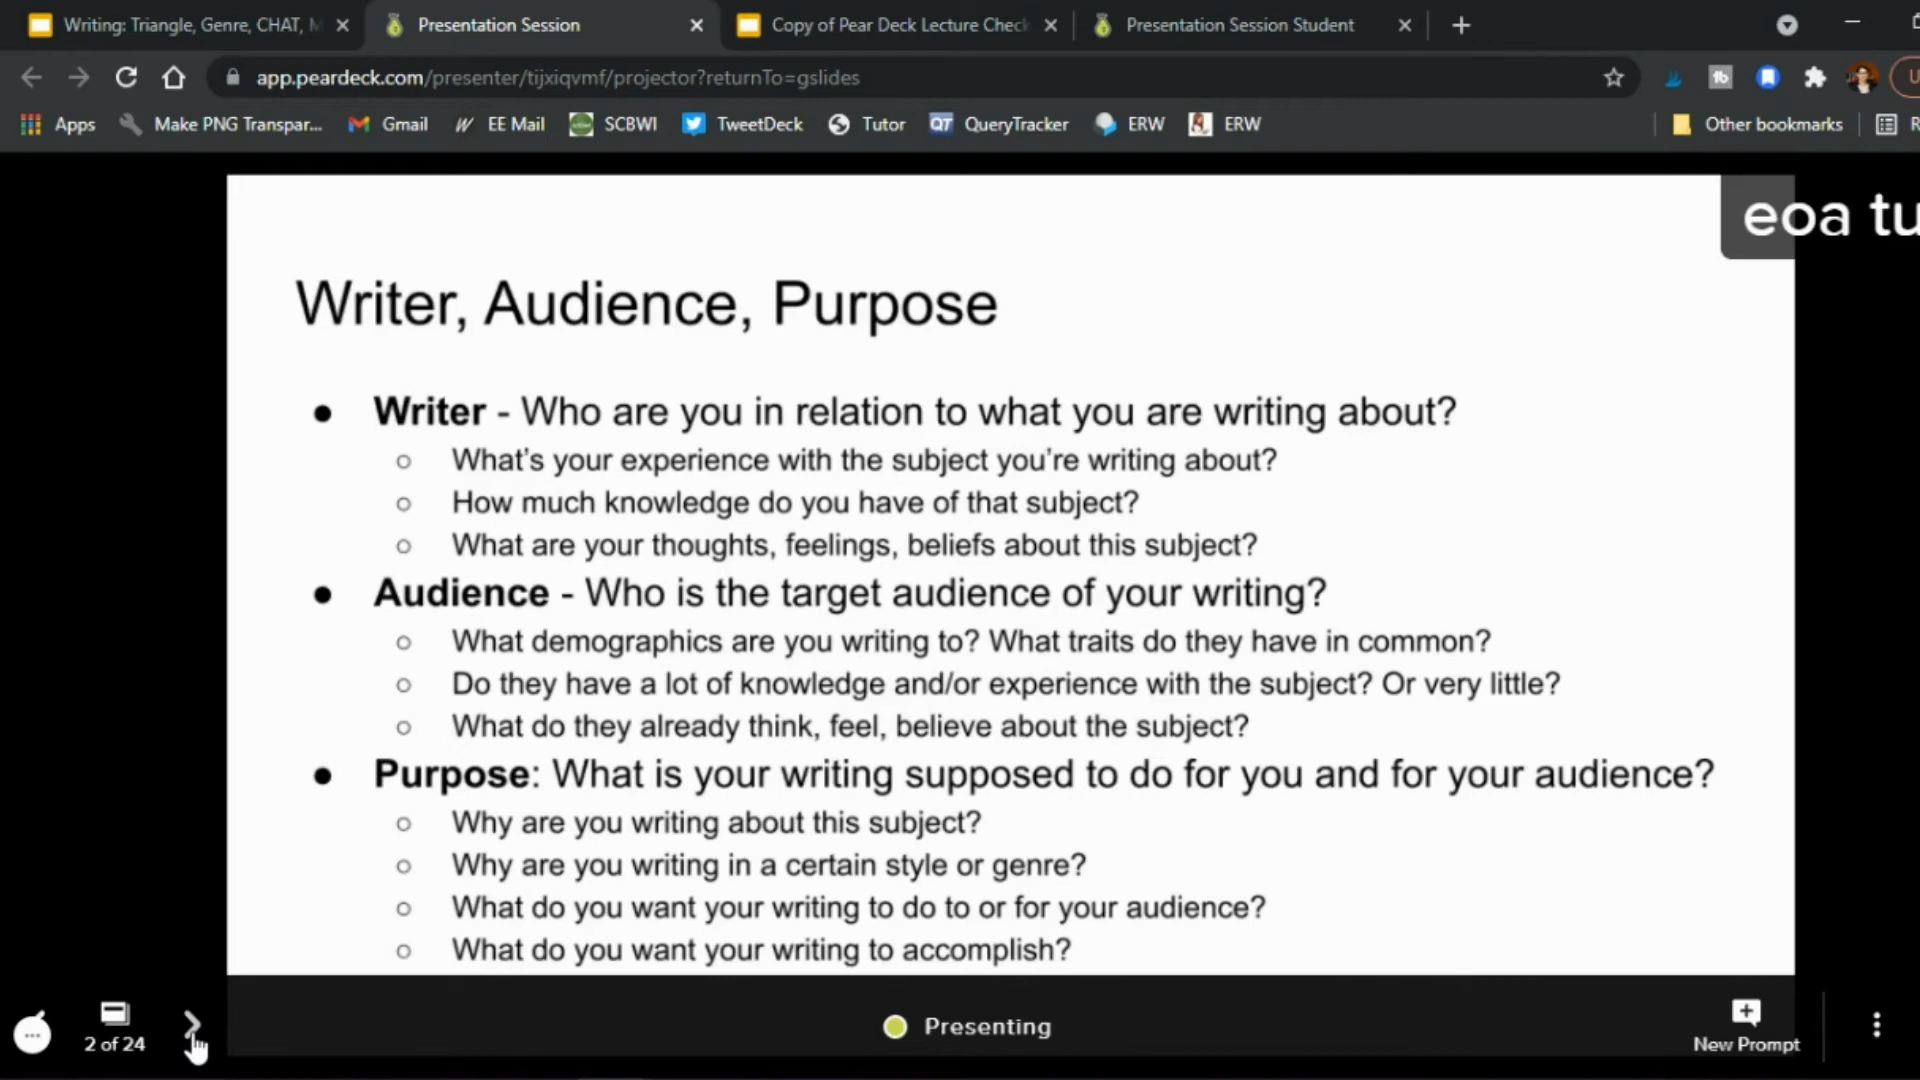 Writing: Triangle, Genre, CHAT, M
Presentation Session
Copy of Pear Deck Lecture Check
Presentation Session Student
app.peardeck.com/presenter/tijxiqvmf/projector?returnTo=gslides
Apps
Make PNG Transpar...
Gmail
EE Mail
SCBWI
TweetDeck
Tutor
QT QueryTracker
ERW
ERW
Other bookmarks
R
eoa tu
Writer, Audience, Purpose
● Writer - Who are you in relation to what you are writing about?
○ What's your experience with the subject you're writing about?
○ How much knowledge do you have of that subject?
○ What are your thoughts, feelings, beliefs about this subject?
● Audience - Who is the target audience of your writing?
○ What demographics are you writing to? What traits do they have in common?
○ Do they have a lot of knowledge and/or experience with the subject? Or very little?
○ What do they already think, feel, believe about the subject?
● Purpose: What is your writing supposed to do for you and for your audience?
○ Why are you writing about this subject?
○ Why are you writing in a certain style or genre?
○ What do you want your writing to do to or for your audience?
○ What do you want your writing to accomplish?
2 of 24
Presenting
New Prompt